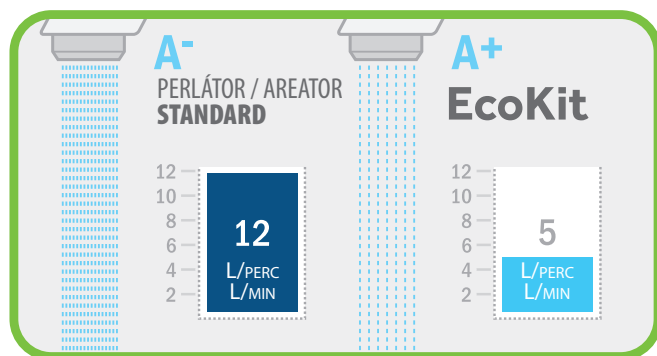 A-
PERLÁTOR / AREATOR
STANDARD
12
10
8
6
4
2
12
L/PERC
L/MIN
A+
EcoKit
12
10
8
6
4
2
5
L/PERC
L/MIN